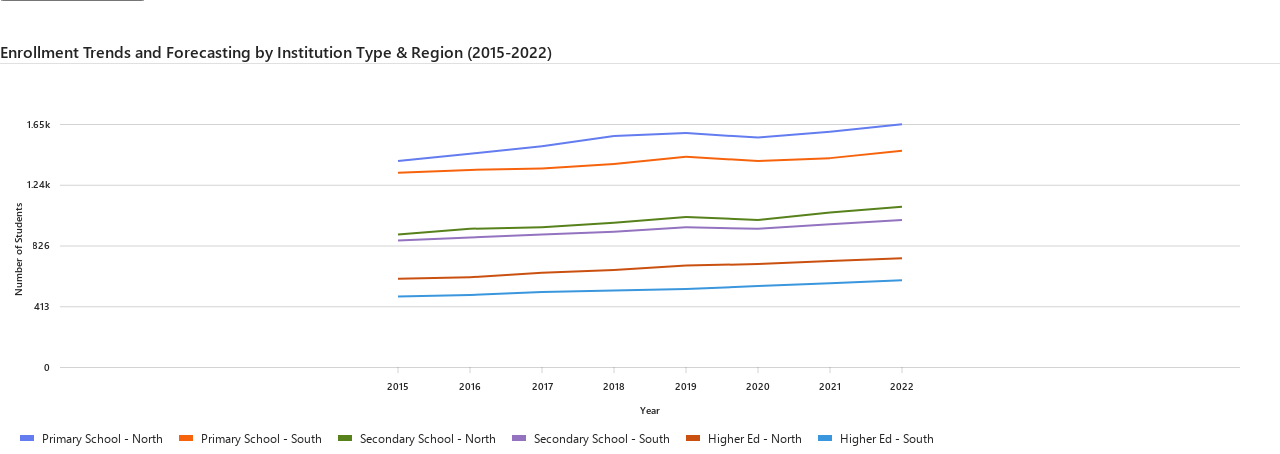 Enrollment Trends and Forecasting by Institution Type & Region (2015-2022)
1.65k
1.24k
826
413
0
Number of Students
2015 2016 2017 2018 2019 2020 2021 2022
Year
Primary School - North Primary School - South Secondary School - North Secondary School - South Higher Ed - North Higher Ed - South